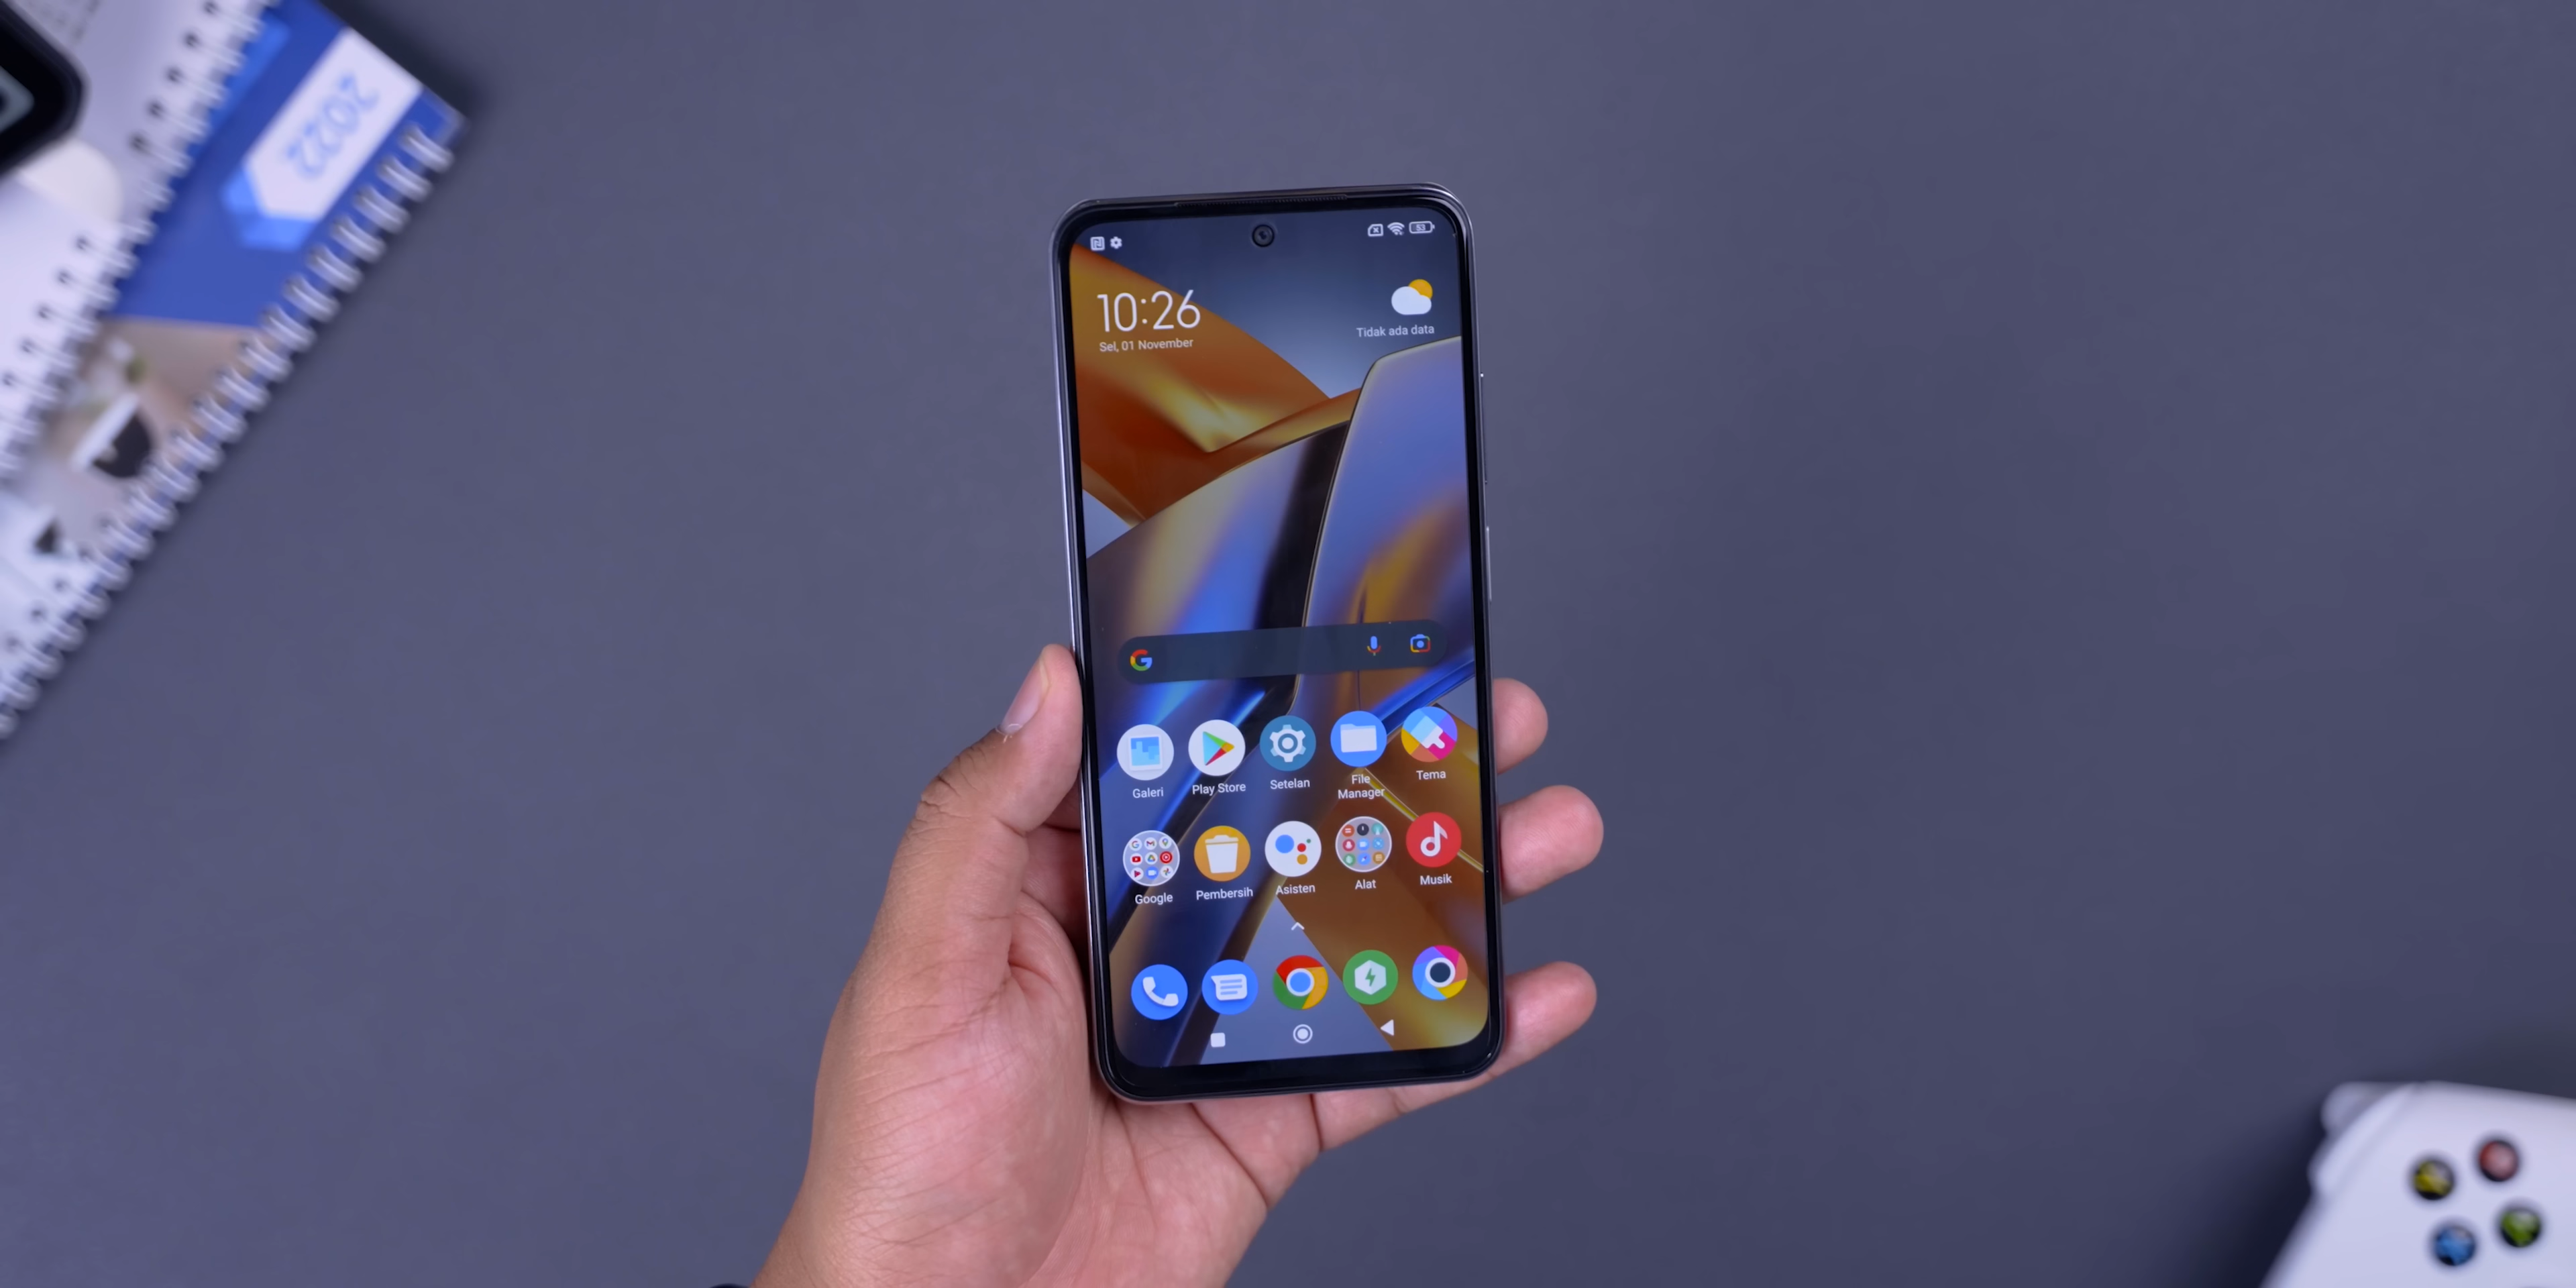 2022
53
10:26
Sel, 01 November
Tidak ada data
Galeri
Play Store
Setelan
File
Manager
Tema
Google
Pembersih
Asisten
Alat
Musik